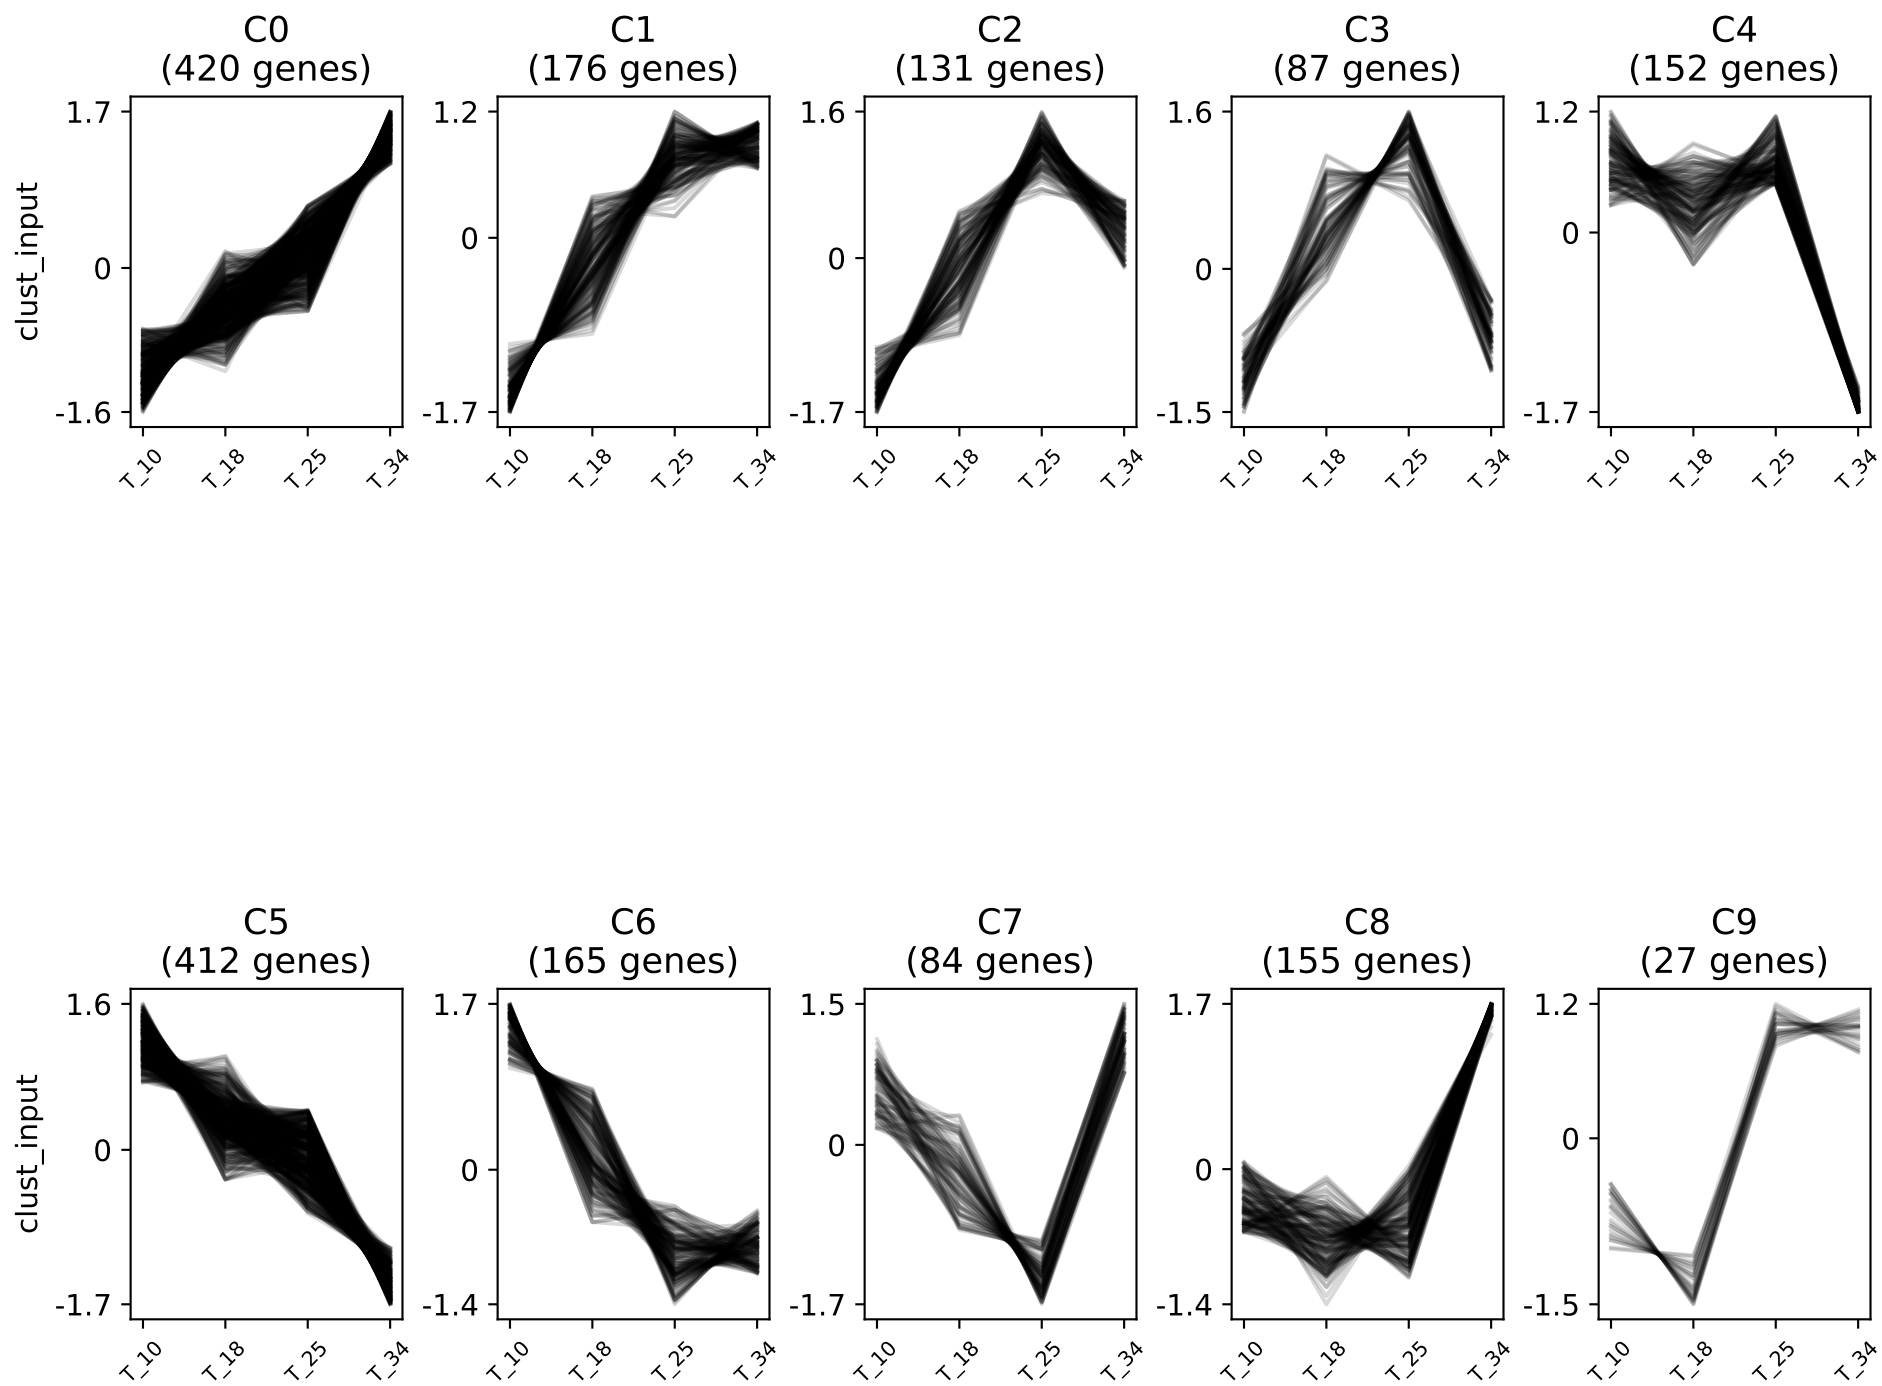 C0
(420 genes)
C1
(176 genes)
C2
(131 genes)
C3
(87 genes)
C4
(152 genes)
clust_input
1.7
0
-1.6
T_10
T_18
T_25
T_34
1.2
0
-1.7
T_10
T_18
T_25
T_34
1.6
0
-1.7
T_10
T_18
T_25
T_34
1.6
0
-1.5
T_10
T_18
T_25
T_34
1.2
0
-1.7
T_10
T_18
T_25
T_34
C5
(412 genes)
C6
(165 genes)
C7
(84 genes)
C8
(155 genes)
C9
(27 genes)
clust_input
1.6
0
-1.7
T_10
T_18
T_25
T_34
1.7
0
-1.4
T_10
T_18
T_25
T_34
1.5
0
-1.7
T_10
T_18
T_25
T_34
1.7
0
-1.4
T_10
T_18
T_25
T_34
1.2
0
-1.5
T_10
T_18
T_25
T_34